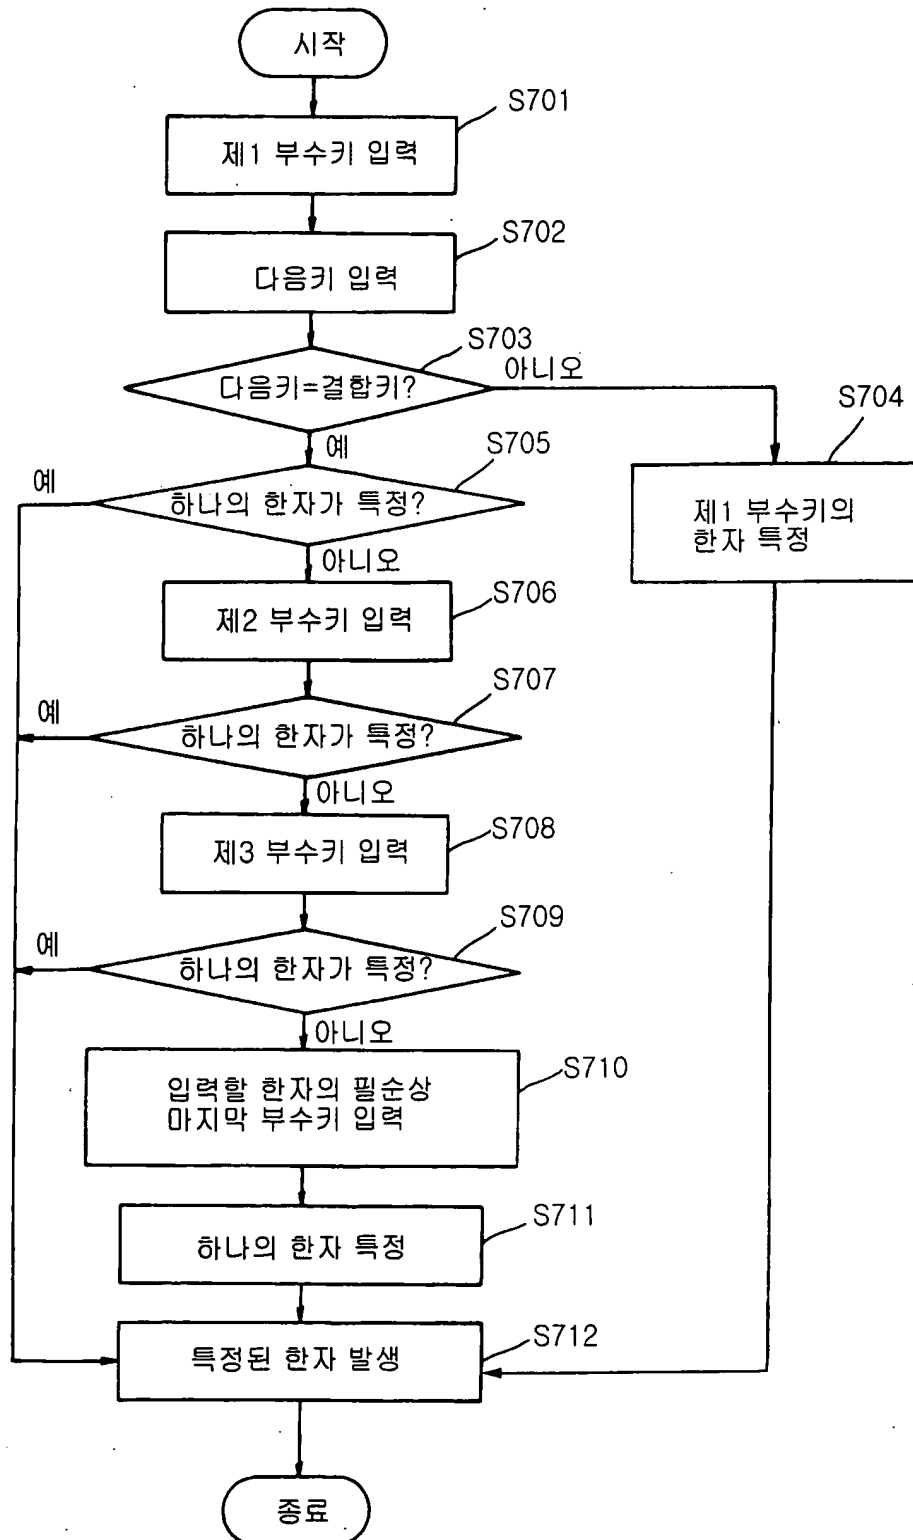 시작
S701
제1 부수키 입력
S702
다음키 입력
S703
다음키=결합키?
아니오
S704
제1 부수키의
한자 특정
예
S705
예
하나의 한자가 특정?
아니오
S706
제2 부수키 입력
S707
예
하나의 한자가 특정?
아니오
S708
제3 부수키 입력
S709
예
하나의 한자가 특정?
아니오
S710
입력할 한자의 필순상
마지막 부수키 입력
S711
하나의 한자 특정
S712
특정된 한자 발생
종료